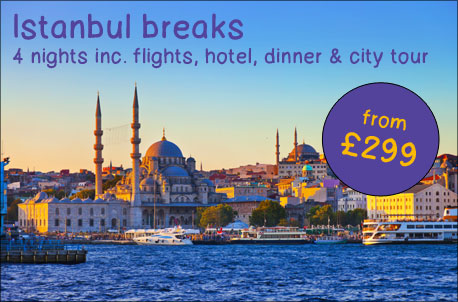 Istanbul breaks
4 nights inc. flights, hotel, dinner & city tour
from
£299